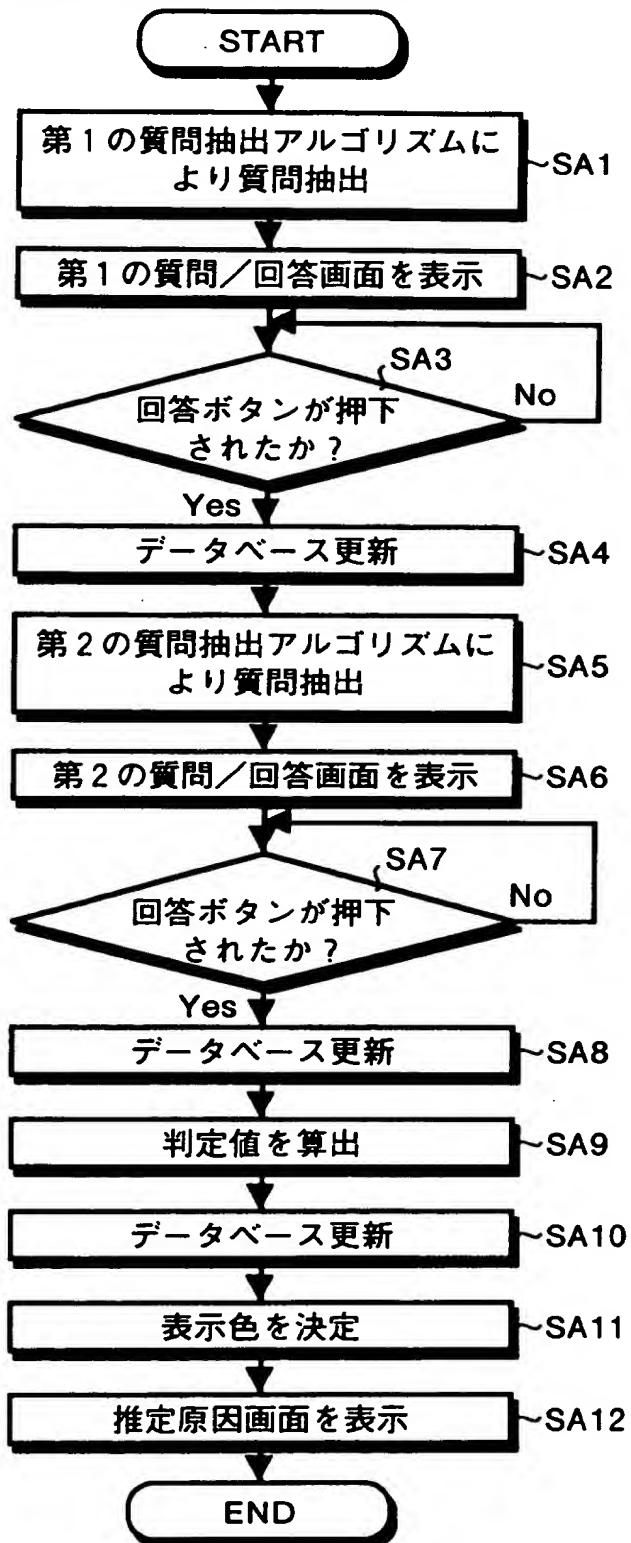 START
第1の質問抽出アルゴリズムに
より質問抽出
~SA1
第1の質問／回答画面を表示
~SA2
SA3
No
回答ボタンが押下
されたか？
Yes
データベース更新
~SA4
第2の質問抽出アルゴリズムに
より質問抽出
~SA5
第2の質問／回答画面を表示
~SA6
SA7
No
回答ボタンが押下
されたか？
Yes
データベース更新
~SA8
判定値を算出
~SA9
データベース更新
~SA10
表示色を決定
~SA11
推定原因画面を表示
~SA12
END